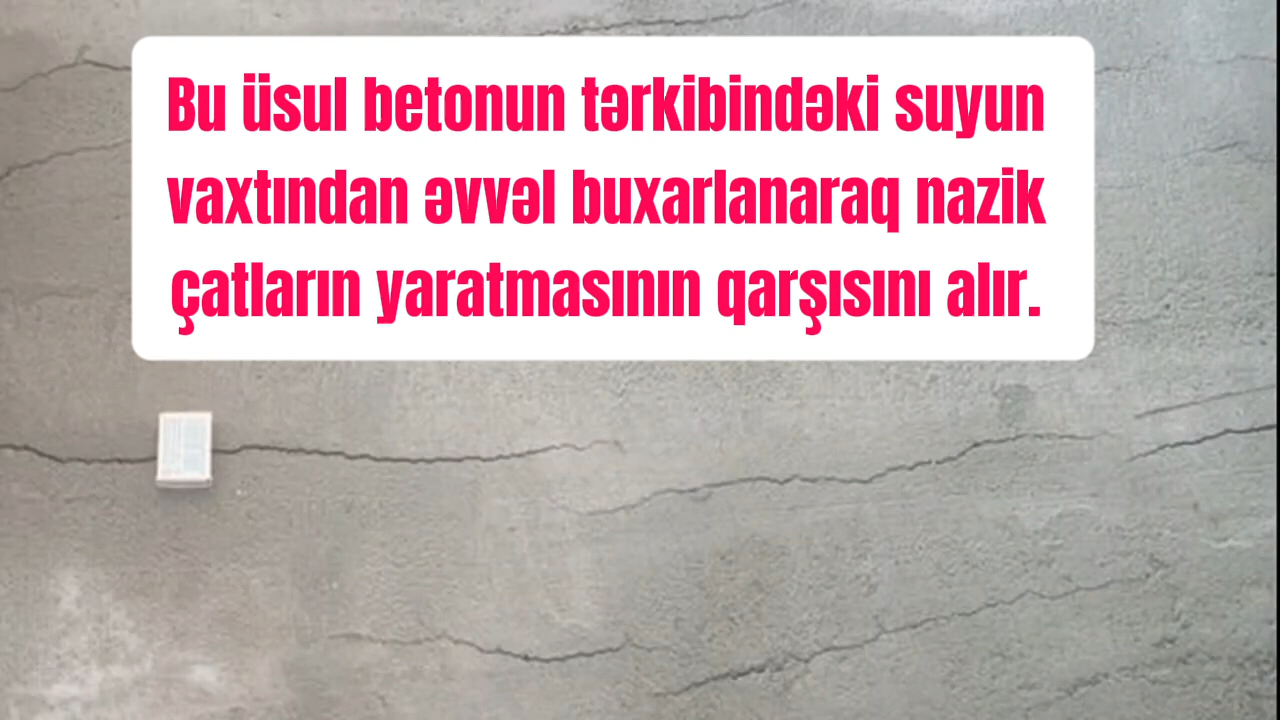 Bu üsul betonun tərkibindəki suyun
vaxtından əvvəl buxarlanaraq nazik
çatların yaratmasının qarşısını alır.